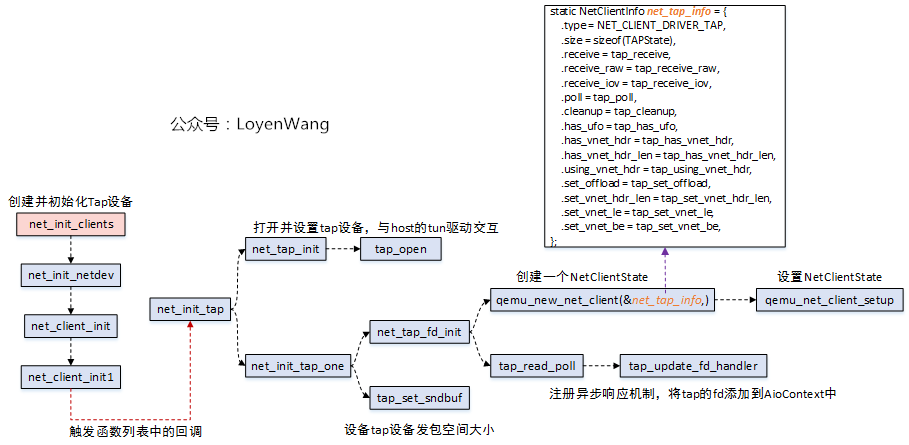 static NetClientInfo net_tap_info = {
.type = NET_CLIENT_DRIVER_TAP,
.size = sizeof(TAPState),
.receive = tap_receive,
.receive_raw = tap_receive_raw,
.receive_iov = tap_receive_iov,
.poll = tap_poll,
.cleanup = tap_cleanup,
.has_ufo = tap_has_ufo,
.has_vnet_hdr = tap_has_vnet_hdr,
.has_vnet_hdr_len = tap_has_vnet_hdr_len,
.using_vnet_hdr = tap_using_vnet_hdr,
.set_offload = tap_set_offload,
.set_vnet_hdr_len = tap_set_vnet_hdr_len,
.set_vnet_le = tap_set_vnet_le,
.set_vnet_be = tap_set_vnet_be,
};
公众号：LoyenWang
创建并初始化Tap设备
net_init_clients
net_init_netdev
net_client_init
net_client_init1
触发函数列表中的回调
net_init_tap
打开并设置tap设备，与host的tun驱动交互
net_tap_init
tap_open
net_init_tap_one
net_tap_fd_init
tap_set_sndbuf
设备tap设备发包空间大小
创建一个NetClientState
qemu_new_net_client(&net_tap_info,)
设置NetClientState
qemu_net_client_setup
tap_read_poll
tap_update_fd_handler
注册异步响应机制，将tap的fd添加到AioContext中